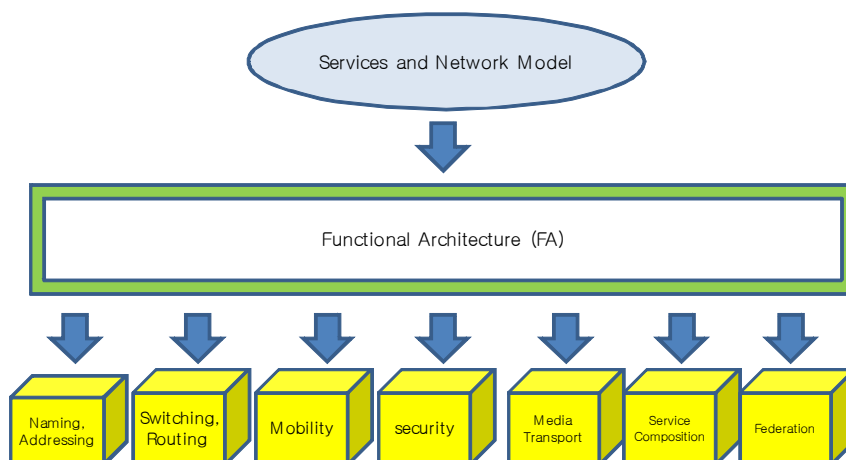 Services and Network Model
Functional Architecture (FA)
Naming,
Addressing
Switching,
Routing
Mobility
security
Media
Transport
Service
Composition
Federation